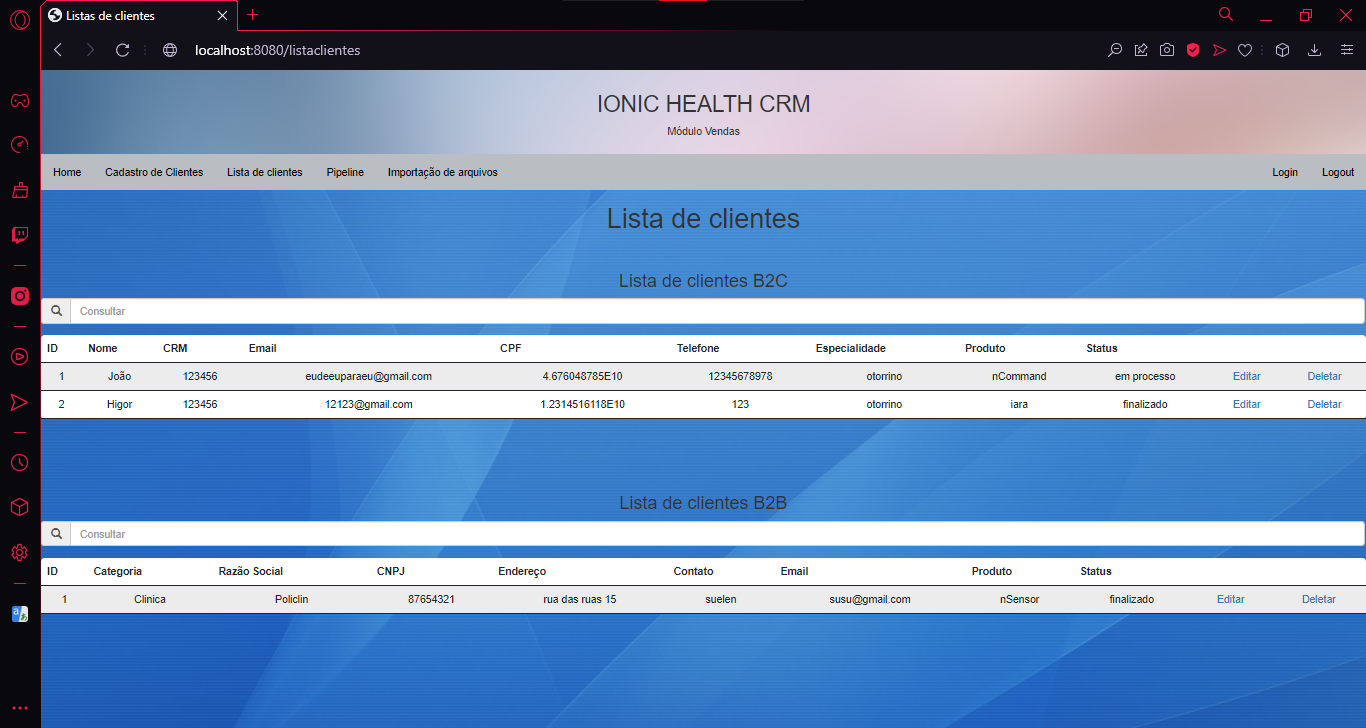 Listas de clientes
localhost:8080/listaclientes
IONIC HEALTH CRM
Módulo Vendas
Home Cadastro de Clientes Lista de clientes Pipeline Importação de arquivos Login Logout
Lista de clientes
Lista de clientes B2C
Consultar
ID Nome CRM Email CPF Telefone Especialidade Produto Status
1 João 123456 eudeeuparaeu@gmail.com 4.676048785E10 12345678978 otorrino nCommand em processo Editar Deletar
2 Higor 123456 12123@gmail.com 1.2314516118E10 123 otorrino iara finalizado Editar Deletar
Lista de clientes B2B
Consultar
ID Categoria Razão Social CNPJ Endereço Contato Email Produto Status
1 Clinica Policlin 87654321 rua das ruas 15 suelen susu@gmail.com nSensor finalizado Editar Deletar